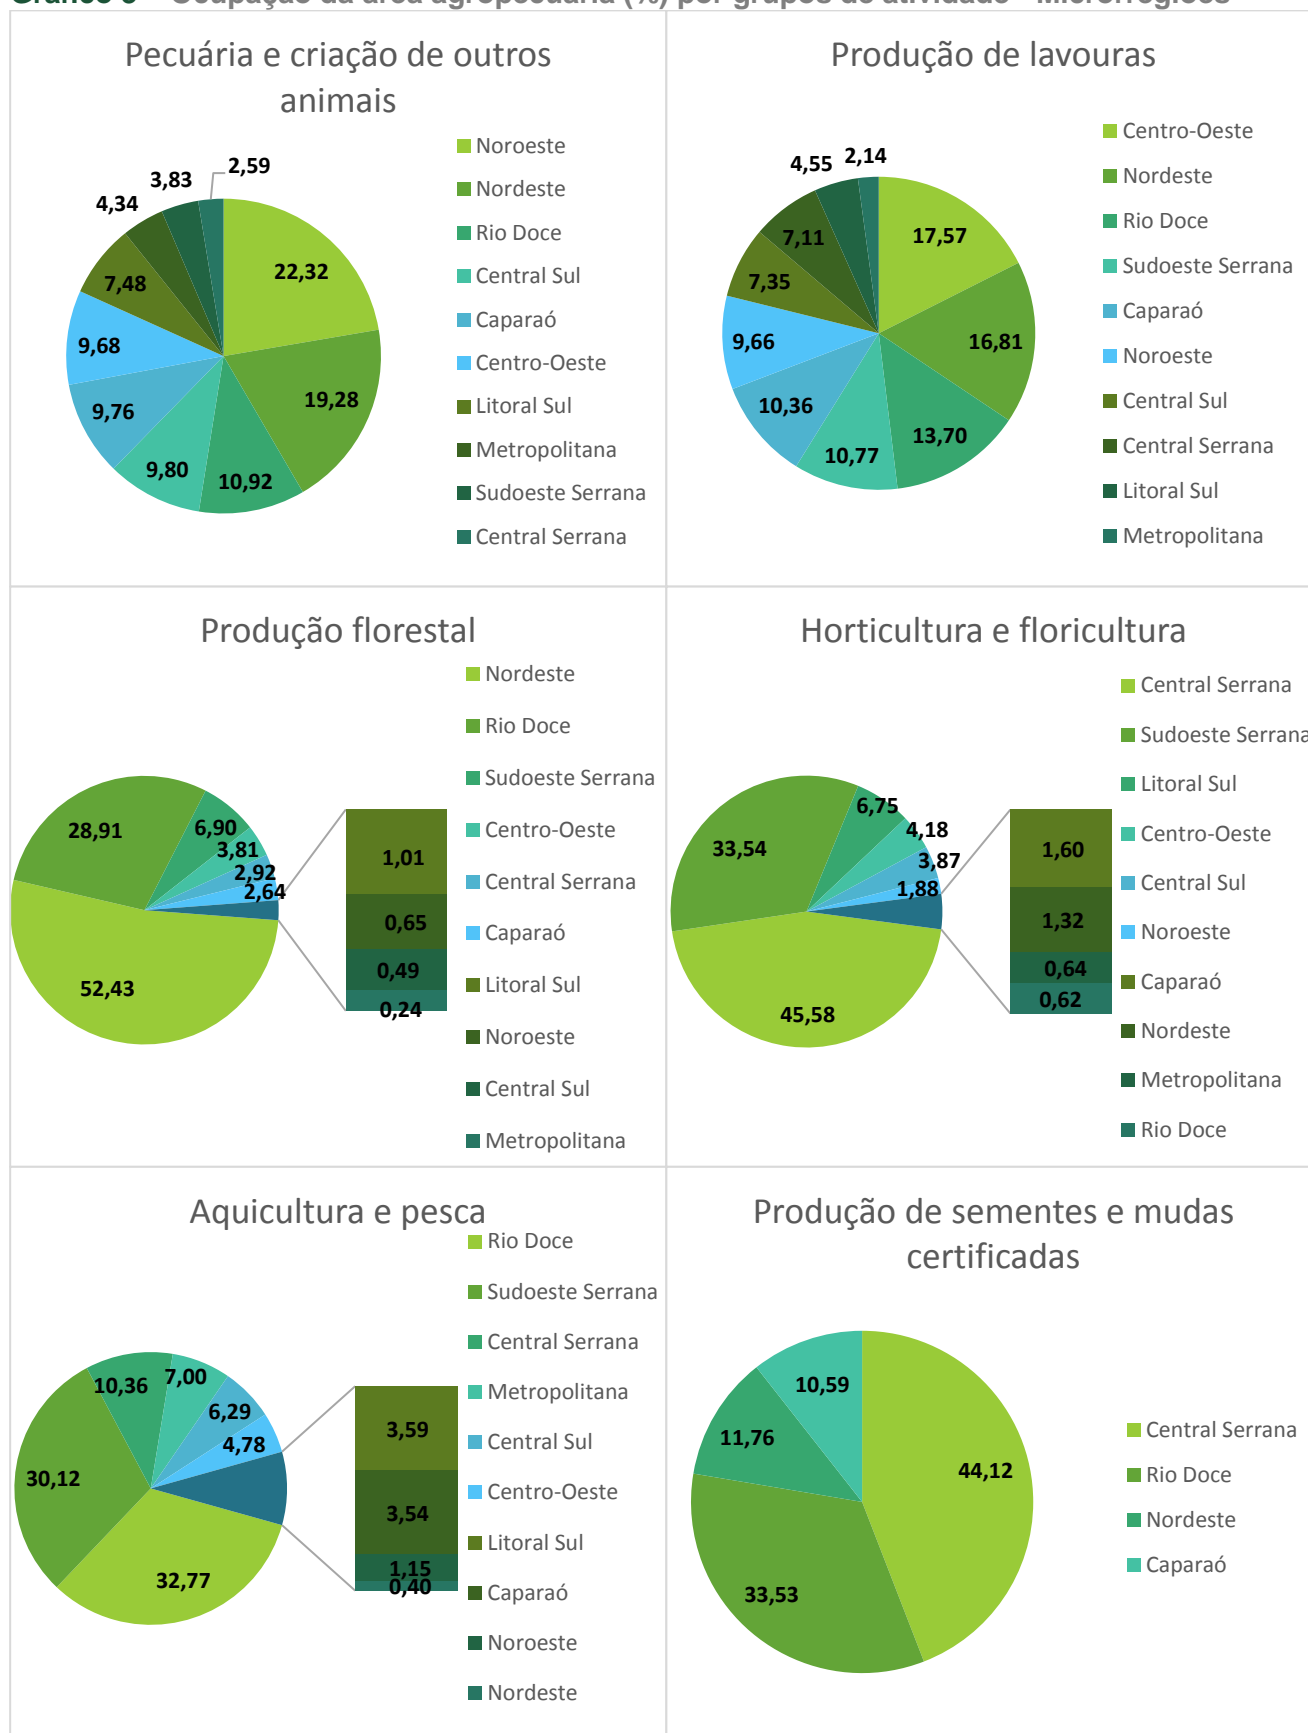 Gráfico 3 – Ocupação da área agropecuária (%) por grupos de atividade - Microrregiões
Pecuária e criação de outros
animais
22,32
19,28
10,92
9,80
9,76
9,68
7,48
4,34
3,83
2,59
Noroeste
Nordeste
Rio Doce
Central Sul
Caparaó
Centro-Oeste
Litoral Sul
Metropolitana
Sudoeste Serrana
Central Serrana
Produção de lavouras
17,57
16,81
13,70
10,77
10,36
9,66
7,35
7,11
4,55
2,14
Centro-Oeste
Nordeste
Rio Doce
Sudoeste Serrana
Caparaó
Noroeste
Central Sul
Central Serrana
Litoral Sul
Metropolitana
Produção florestal
52,43
28,91
6,90
3,81
2,92
2,64
1,01
0,65
0,49
0,24
Nordeste
Rio Doce
Sudoeste Serrana
Centro-Oeste
Central Serrana
Caparaó
Litoral Sul
Noroeste
Central Sul
Metropolitana
Horticultura e floricultura
45,58
33,54
6,75
4,18
3,87
1,88
1,60
1,32
0,64
0,62
Central Serrana
Sudoeste Serrana
Litoral Sul
Centro-Oeste
Central Sul
Noroeste
Caparaó
Nordeste
Metropolitana
Rio Doce
Aquicultura e pesca
32,77
30,12
10,36
7,00
6,29
4,78
3,59
3,54
1,15
0,40
Rio Doce
Sudoeste Serrana
Central Serrana
Metropolitana
Central Sul
Centro-Oeste
Litoral Sul
Caparaó
Noroeste
Nordeste
Produção de sementes e mudas
certificadas
44,12
33,53
11,76
10,59
Central Serrana
Rio Doce
Nordeste
Caparaó